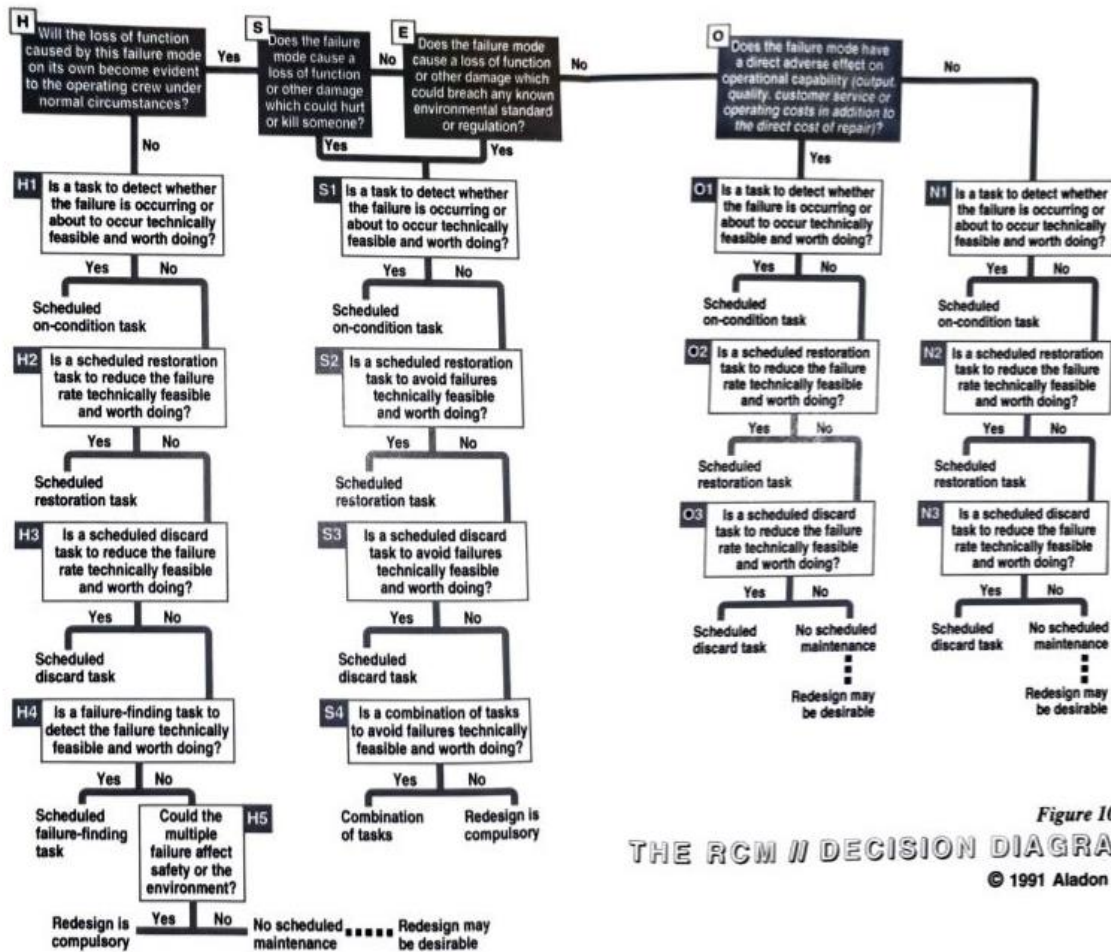 H
Will the loss of function
caused by this failure mode
on its own become evident
to the operating crew under
normal circumstances?
Yes
S
Does the failure
mode cause a
loss of function
or other damage
which could hurt
or kill someone?
No
E
Does the failure mode
cause a loss of function
or other damage which
could breach any known
environmental standard
or regulation?
No
O
Does the failure mode have
a direct adverse effect on
operational capability (output,
quality, customer service or
operating costs in addition to
the direct cost of repair)?
No
No
Yes
Yes
Yes
H1
Is a task to detect whether
the failure is occurring or
about to occur technically
feasible and worth doing?
Yes No
Scheduled
on-condition task
H2
Is a scheduled restoration
task to reduce the failure
rate technically feasible
and worth doing?
Yes No
Scheduled
restoration task
H3
Is a scheduled discard
task to reduce the failure
rate technically feasible
and worth doing?
Yes No
Scheduled
discard task
H4
Is a failure-finding task to
detect the failure technically
feasible and worth doing?
Yes No
Scheduled
failure-finding
task
H5
Could the
multiple
failure affect
safety or the
environment?
Redesign is
compulsory
Yes No
No scheduled
maintenance
Redesign may
be desirable
S1
Is a task to detect whether
the failure is occurring or
about to occur technically
feasible and worth doing?
Yes No
Scheduled
on-condition task
S2
Is a scheduled restoration
task to avoid failures
technically feasible
and worth doing?
Yes No
Scheduled
restoration task
S3
Is a scheduled discard
task to avoid failures
technically feasible
and worth doing?
Yes No
Scheduled
discard task
S4
Is a combination of tasks
to avoid failures technically
feasible and worth doing?
Yes No
Combination
of tasks
Redesign is
compulsory
O1
Is a task to detect whether
the failure is occurring or
about to occur technically
feasible and worth doing?
Yes No
Scheduled
on-condition task
O2
Is a scheduled restoration
task to reduce the failure
rate technically feasible
and worth doing?
Yes No
Scheduled
restoration task
O3
Is a scheduled discard
task to reduce the failure
rate technically feasible
and worth doing?
Yes No
Scheduled
discard task
No scheduled
maintenance
Redesign may
be desirable
N1
Is a task to detect whether
the failure is occurring or
about to occur technically
feasible and worth doing?
Yes No
Scheduled
on-condition task
N2
Is a scheduled restoration
task to reduce the failure
rate technically feasible
and worth doing?
Yes No
Scheduled
restoration task
N3
Is a scheduled discard
task to reduce the failure
rate technically feasible
and worth doing?
Yes No
Scheduled
discard task
No scheduled
maintenance
Redesign may
be desirable
Figure 10
THE RCM II DECISION DIAGRA
© 1991 Aladon